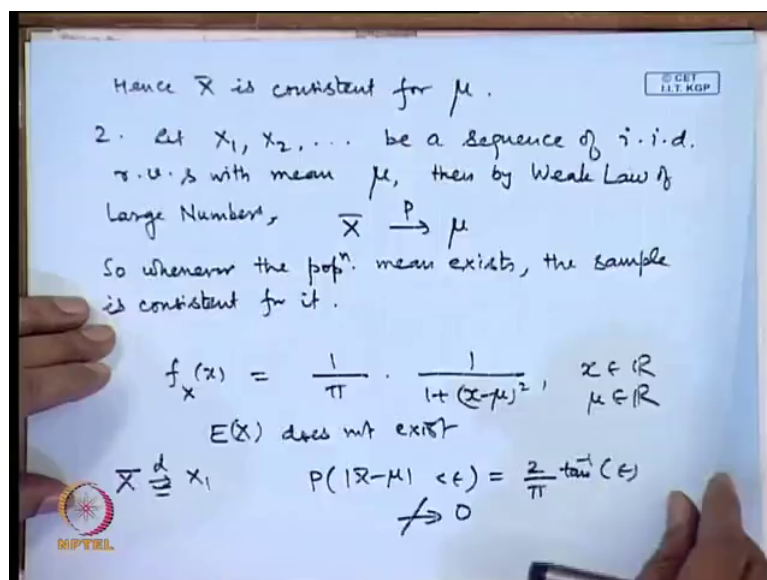 Hence X̄ is consistent for μ.
© CET
I.I.T. KGP
2. Let X₁, X₂, ... be a sequence of i.i.d.
r.v.s with mean μ, then by Weak Law of
Large Numbers, X̄ →ᴾ μ
So whenever the popⁿ. mean exists, the sample
is consistent for it.
f_X(x) = 1/π · 1/(1+(x-μ)²), x ∈ ℝ
μ ∈ ℝ
E(X) does not exist
X̄ =ᵈ X₁ P(|X̄-μ| < ε) = 2/π tan⁻¹(ε)
↛ 0
NPTEL